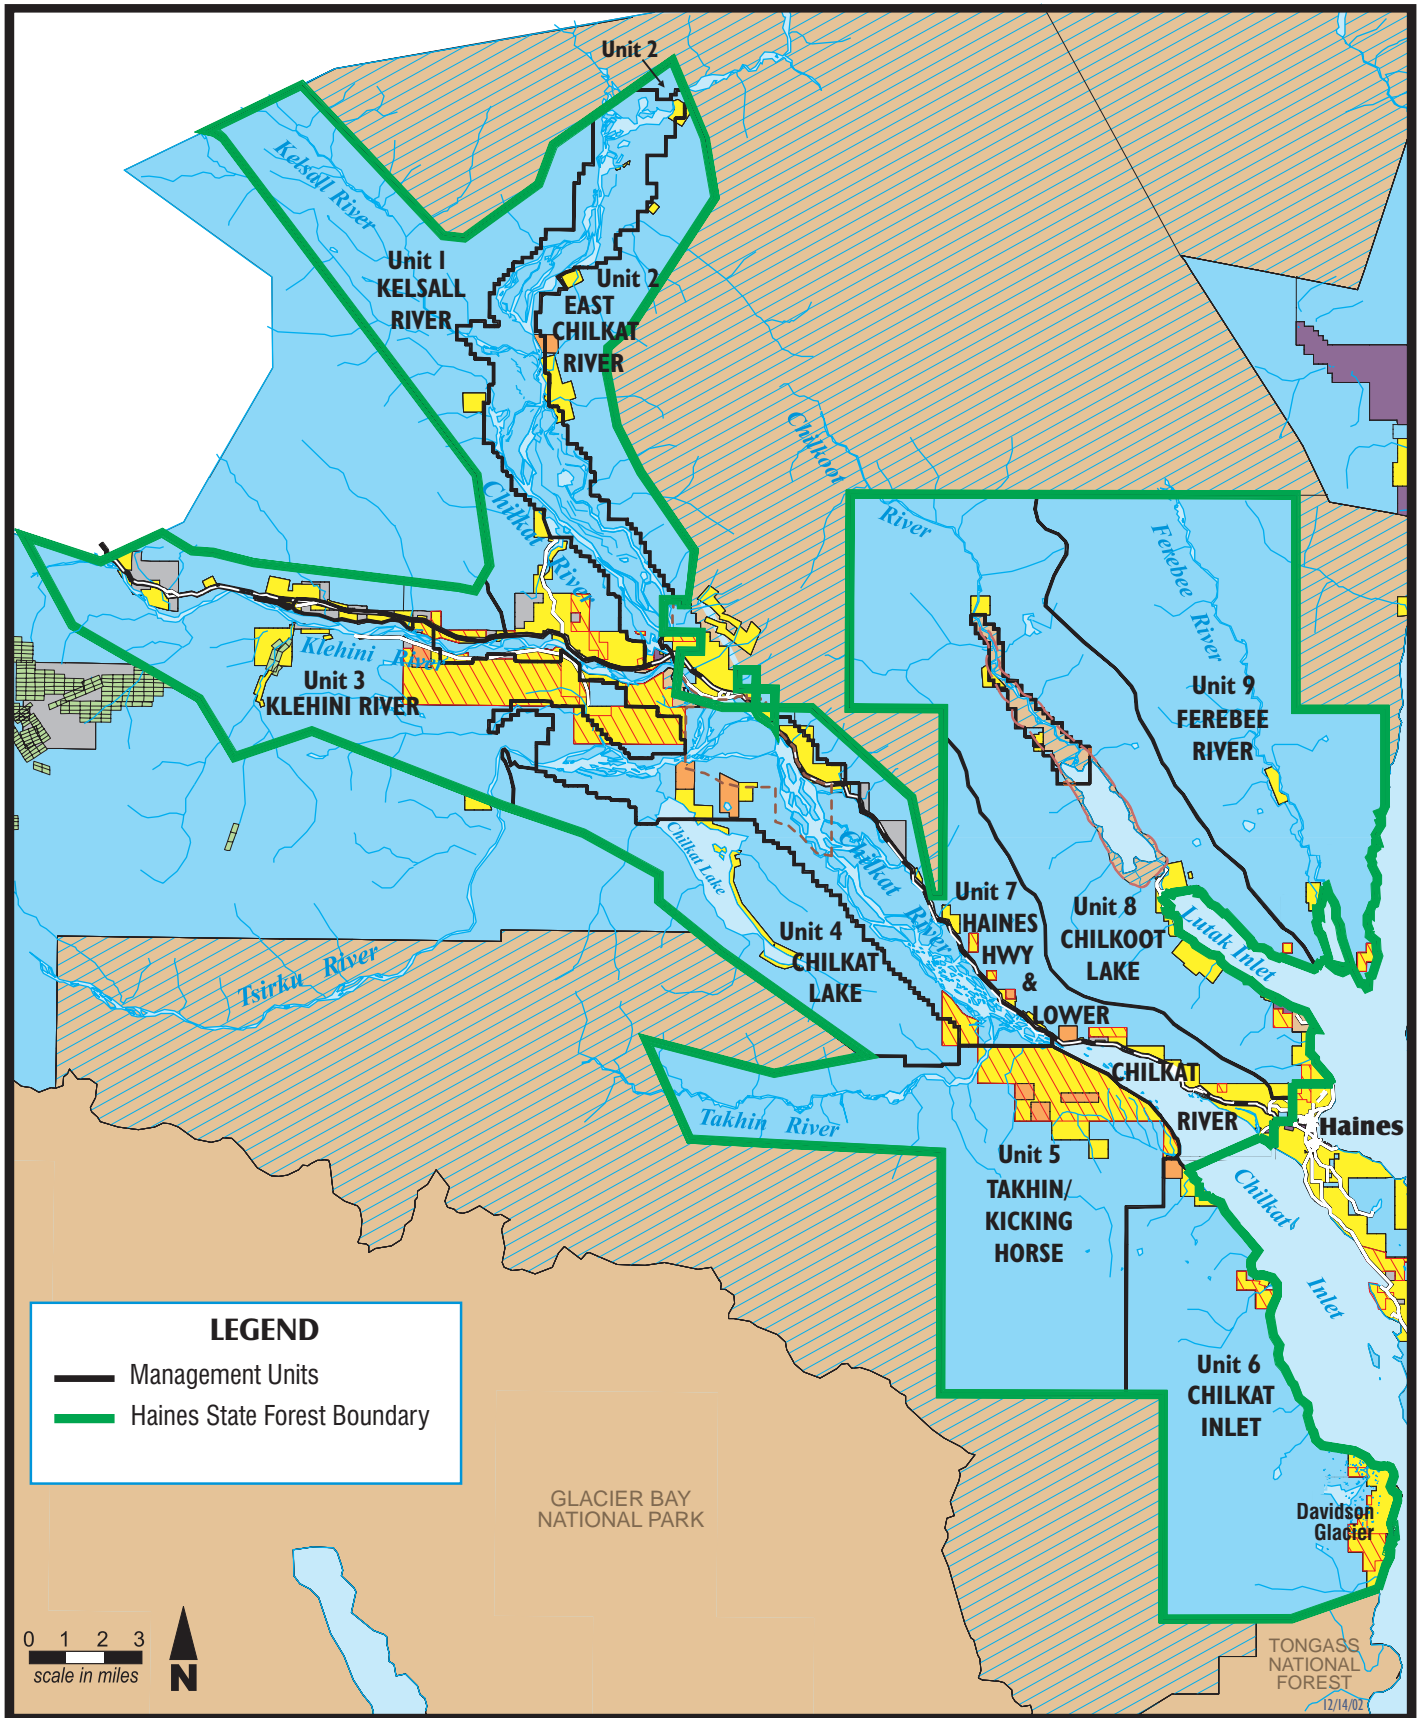 Unit 2
Kelsall River
Unit 1
KELSALL
RIVER
Unit 2
EAST
CHILKAT
RIVER
Chilkoot
River
Chilkat River
Ferebee River
Klehini River
Unit 3
KLEHINI RIVER
Unit 9
FEREBEE
RIVER
Chilkat Lake
Chilkat River
Unit 7
HAINES
HWY
&
LOWER
CHILKAT
RIVER
Unit 8
CHILKOOT
LAKE
Lutak Inlet
Unit 4
CHILKAT
LAKE
Tsirku River
Takhin River
Haines
Unit 5
TAKHIN/
KICKING
HORSE
Chilkat
Inlet
LEGEND
Management Units
Haines State Forest Boundary
Unit 6
CHILKAT
INLET
GLACIER BAY
NATIONAL PARK
Davidson
Glacier
0 1 2 3
scale in miles
N
TONGASS
NATIONAL
FOREST
12/14/02